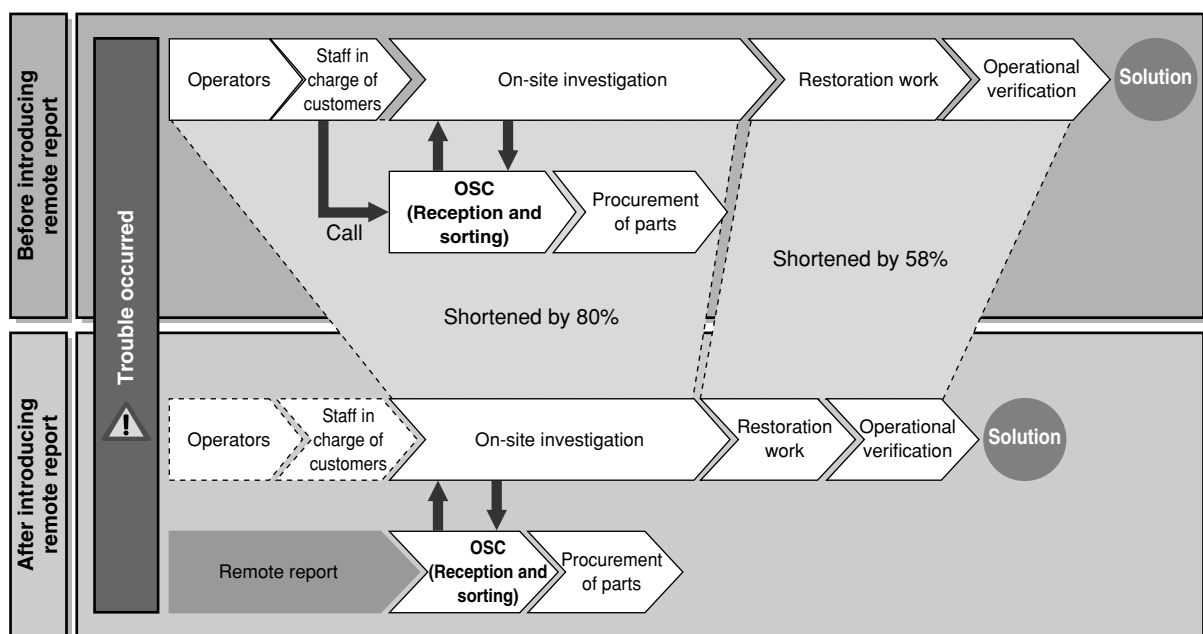 Before introducing
remote report
Trouble occurred
Operators
Staff in
charge of
customers
On-site investigation
Restoration work
Operational
verification
Solution
Call
OSC
(Reception and
sorting)
Procurement
of parts
Shortened by 80%
Shortened by 58%
After introducing
remote report
Operators
Staff in
charge of
customers
On-site investigation
Restoration
work
Operational
verification
Solution
Remote report
OSC
(Reception and
sorting)
Procurement
of parts